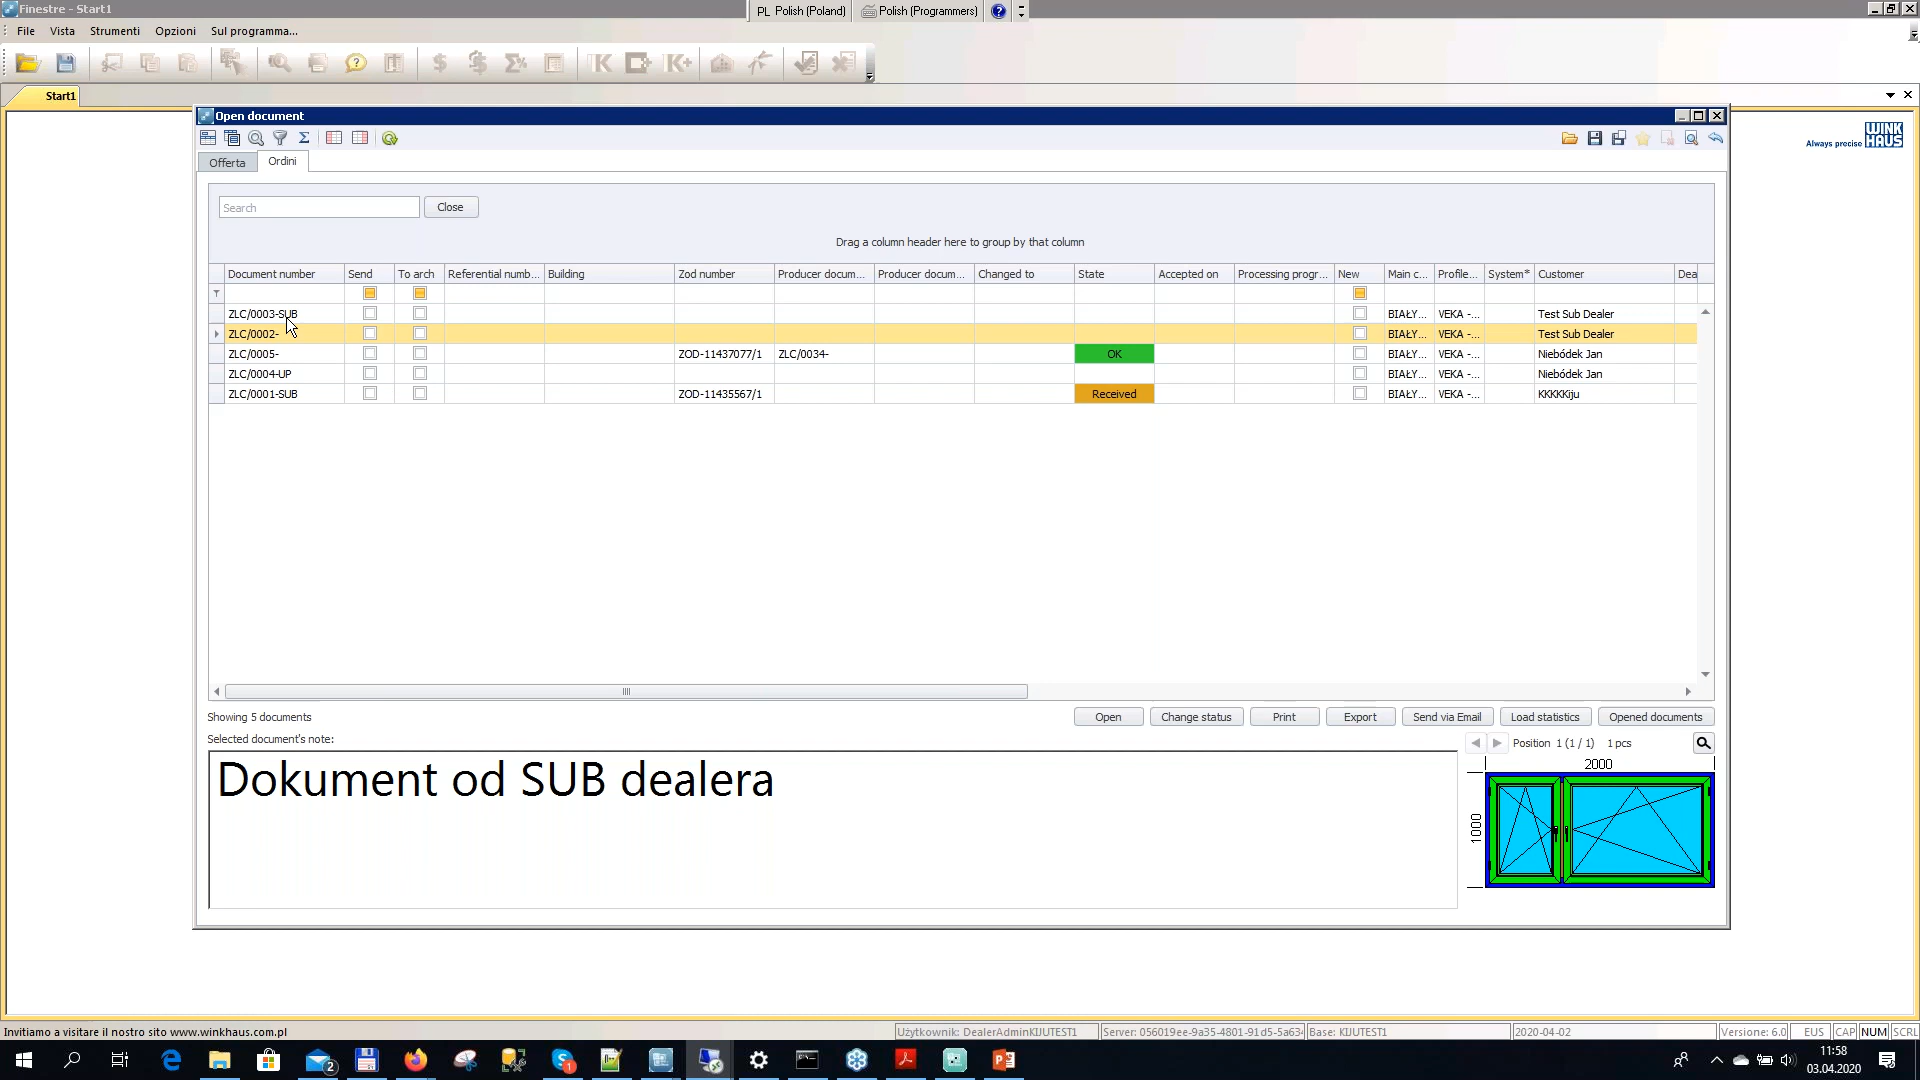 Finestre - Start1
PL Polish (Poland) Polish (Programmers)
File Vista Strumenti Opzioni Sul programma...
Start1
Open document
WINK HAUS
Always precise
Offerta Ordini
Search Close
Drag a column header here to group by that column
Document number Send To arch Referential numb... Building Zod number Producer docum... Producer docum... Changed to State Accepted on Processing progr... New Main c... Profile... System* Customer Dea
ZLC/0003-SUB BIAŁY... VEKA -... Test Sub Dealer
ZLC/0002- BIAŁY... VEKA -... Test Sub Dealer
ZLC/0005- ZOD-11437077/1 ZLC/0034- OK BIAŁY... VEKA -... Niebódek Jan
ZLC/0004-UP BIAŁY... VEKA -... Niebódek Jan
ZLC/0001-SUB ZOD-11435567/1 Received BIAŁY... VEKA -... KKKKKiju
Showing 5 documents Open Change status Print Export Send via Email Load statistics Opened documents
Selected document's note: Position 1 (1 / 1) 1 pcs
Dokument od SUB dealera
2000
1000
Invitiamo a visitare il nostro sito www.winkhaus.com.pl Użytkownik: DealerAdminKIJUTEST1 Server: 056019ee-9a35-4801-91d5-5a634 Base: KIJUTEST1 2020-04-02 Versione: 6.0 EUS CAP NUM SCRL
11:58
03.04.2020